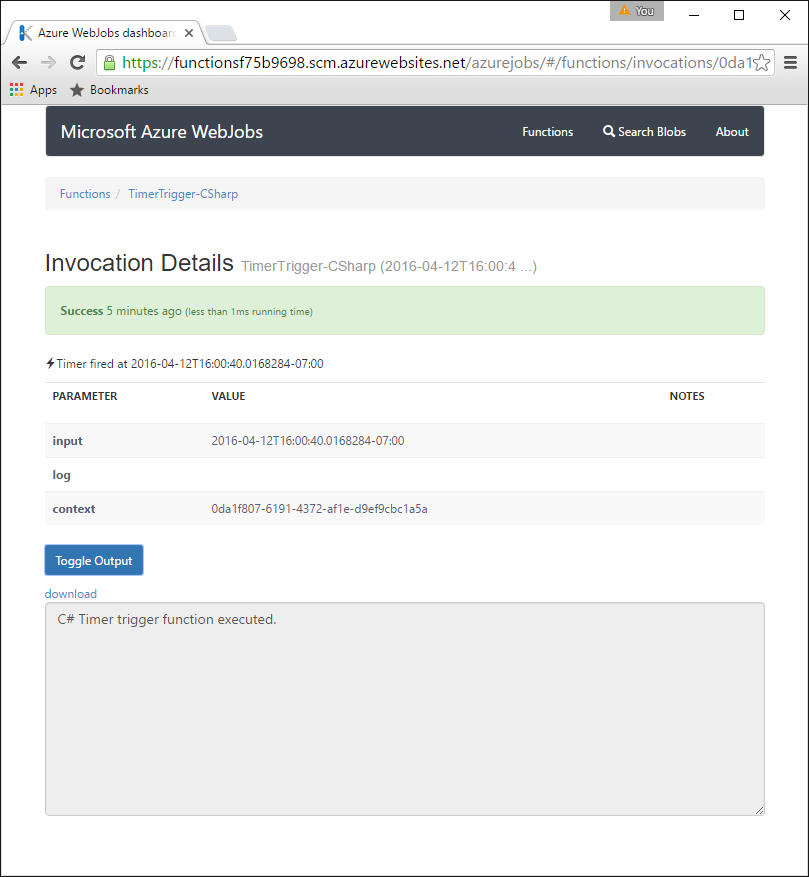 You
Azure WebJobs dashboard
https://functionsf75b9698.scm.azurewebsites.net/azurejobs/#/functions/invocations/0da1
Apps Bookmarks
Microsoft Azure WebJobs Functions Search Blobs About
Functions / TimerTrigger-CSharp
Invocation Details TimerTrigger-CSharp (2016-04-12T16:00:4 ...)
Success 5 minutes ago (less than 1ms running time)
Timer fired at 2016-04-12T16:00:40.0168284-07:00
PARAMETER VALUE NOTES
input 2016-04-12T16:00:40.0168284-07:00
log
context 0da1f807-6191-4372-af1e-d9ef9cbc1a5a
Toggle Output
download
C# Timer trigger function executed.